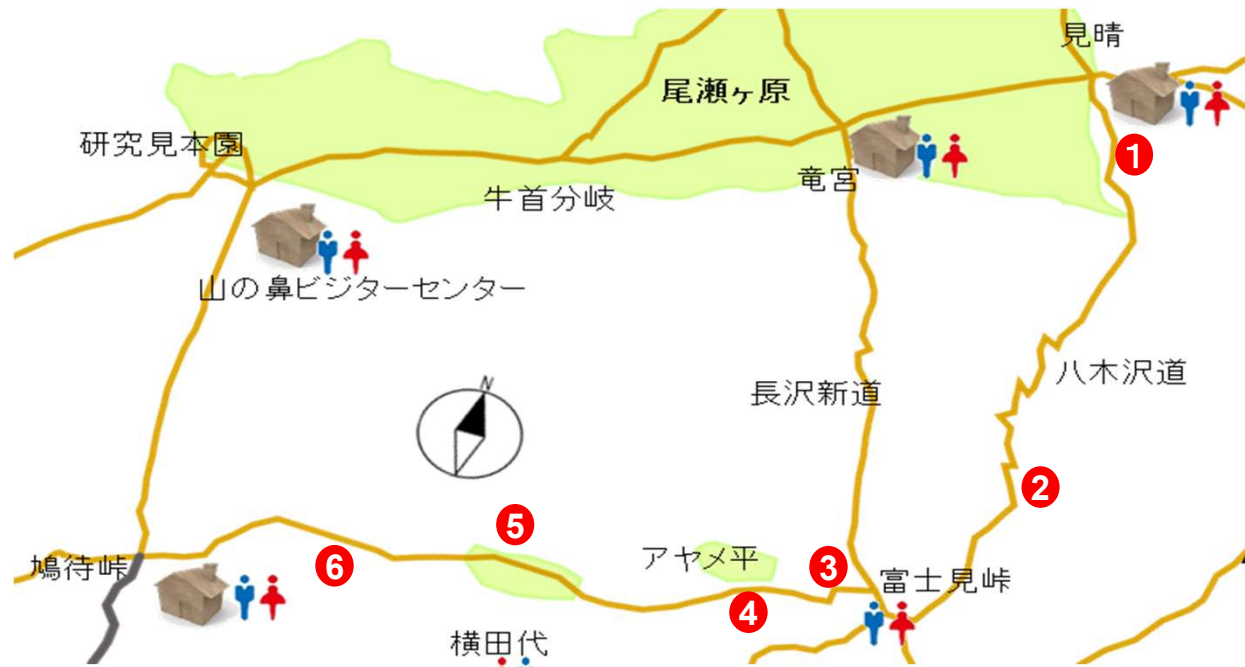 見晴
尾瀬ヶ原
研究見本園
1
竜宮
牛首分岐
山の鼻ビジターセンター
八木沢道
長沢新道
N
2
5
アヤメ平
3
富士見峠
鳩待峠
6
4
横田代